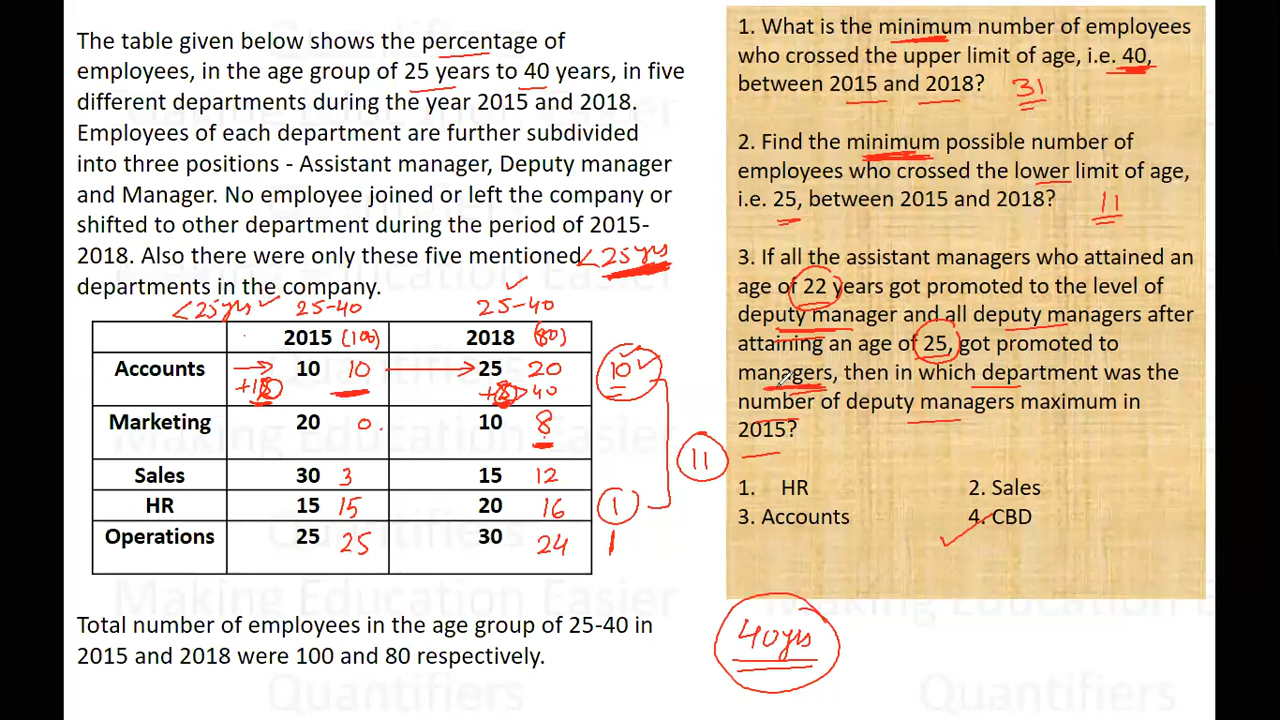 The table given below shows the percentage of
employees, in the age group of 25 years to 40 years, in five
different departments during the year 2015 and 2018.
Employees of each department are further subdivided
into three positions - Assistant manager, Deputy manager
and Manager. No employee joined or left the company or
shifted to other department during the period of 2015-
2018. Also there were only these five mentioned <25yrs
departments in the company.
<25yrs 25-40 25-40
2015 (100) 2018 (80)
Accounts 10 10 25 20 10
40
Marketing 20 0. 10 8
11
Sales 30 3 15 12
HR 15 15 20 16 1
Operations 25 25 30 24 1
Total number of employees in the age group of 25-40 in
2015 and 2018 were 100 and 80 respectively.
1. What is the minimum number of employees
who crossed the upper limit of age, i.e. 40,
between 2015 and 2018? 31
2. Find the minimum possible number of
employees who crossed the lower limit of age,
i.e. 25, between 2015 and 2018? 11
3. If all the assistant managers who attained an
age of 22 years got promoted to the level of
deputy manager and all deputy managers after
attaining an age of 25, got promoted to
managers, then in which department was the
number of deputy managers maximum in
2015?
1. HR 2. Sales
3. Accounts 4. CBD
40yrs
Making Education Easier
Quantifiers
Quantifiers